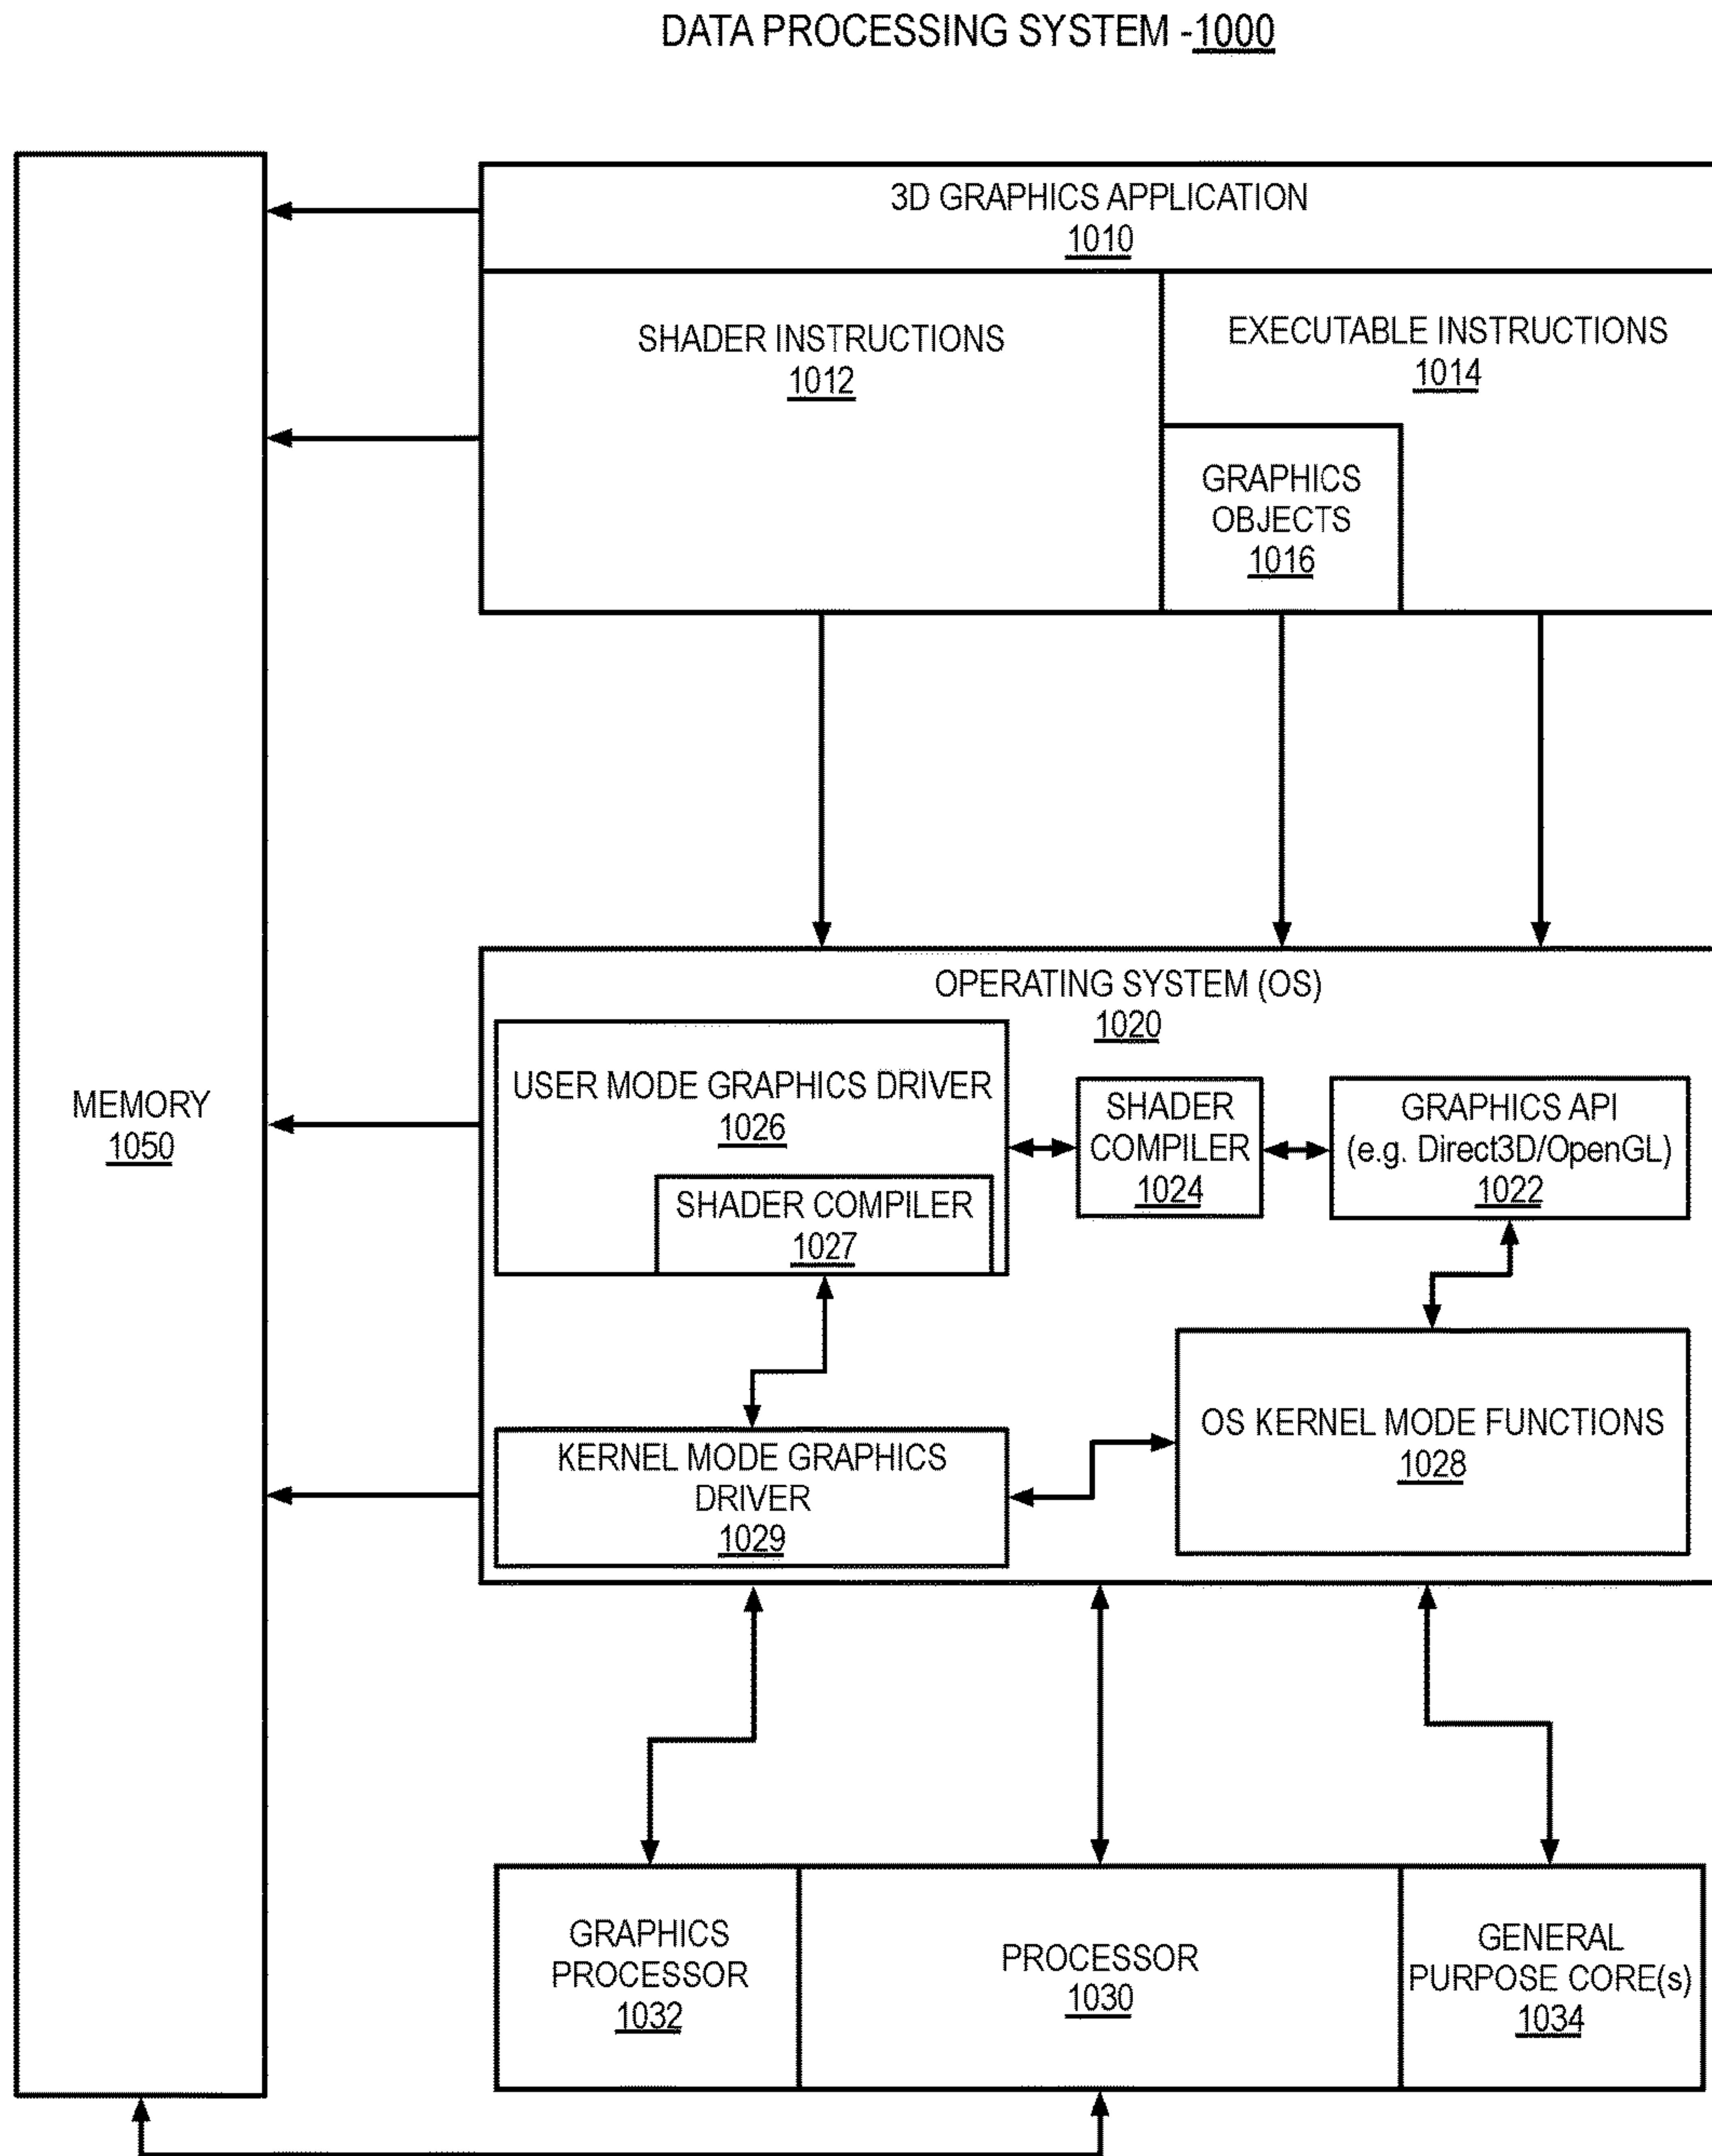 DATA PROCESSING SYSTEM -1000
3D GRAPHICS APPLICATION
1010
SHADER INSTRUCTIONS
1012
EXECUTABLE INSTRUCTIONS
1014
GRAPHICS
OBJECTS
1016
MEMORY
1050
OPERATING SYSTEM (OS)
1020
USER MODE GRAPHICS DRIVER
1026
SHADER COMPILER
1027
SHADER
COMPILER
1024
GRAPHICS API
(e.g. Direct3D/OpenGL)
1022
KERNEL MODE GRAPHICS
DRIVER
1029
OS KERNEL MODE FUNCTIONS
1028
GRAPHICS
PROCESSOR
1032
PROCESSOR
1030
GENERAL
PURPOSE CORE(s)
1034